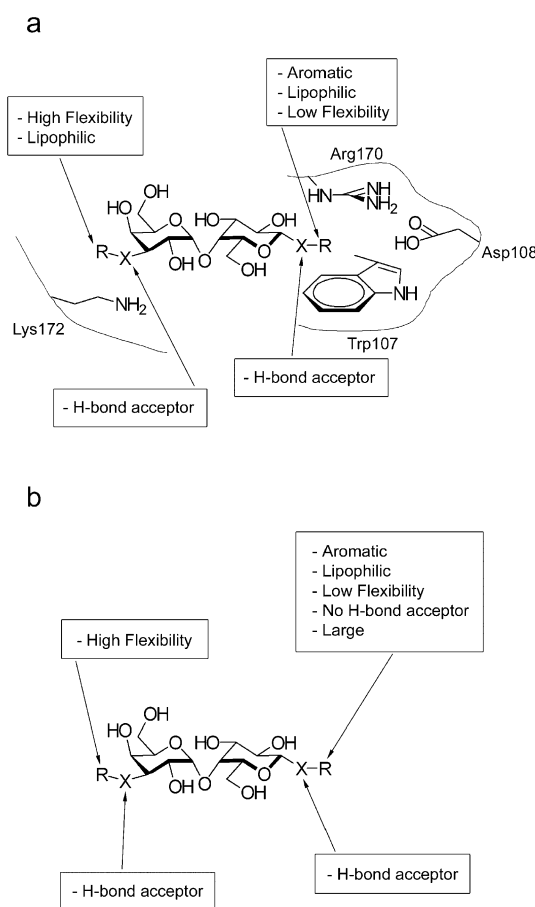 a
- Aromatic
- Lipophilic
- Low Flexibility
- High Flexibility
- Lipophilic
Arg170
OH
HO
O
HO
OH
HN
NH
NH2
O
HO
Asp108
R
X
OH
O
O
X
R
OH
NH
Lys172
NH2
Trp107
- H-bond acceptor
- H-bond acceptor
b
- Aromatic
- Lipophilic
- Low Flexibility
- No H-bond acceptor
- Large
- High Flexibility
OH
HO
O
HO
OH
R
X
OH
O
O
X
R
OH
- H-bond acceptor
- H-bond acceptor